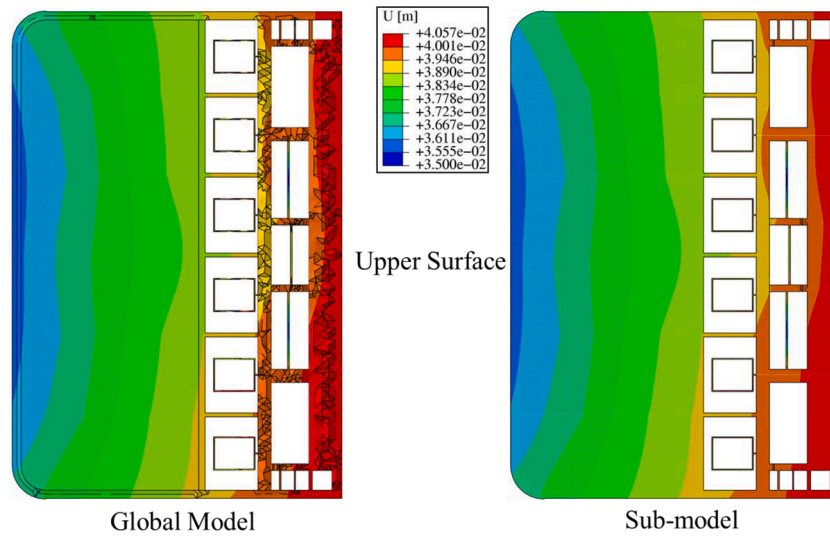 U [m]
+4.057e-02
+4.001e-02
+3.946e-02
+3.890e-02
+3.834e-02
+3.778e-02
+3.723e-02
+3.667e-02
+3.611e-02
+3.555e-02
+3.500e-02
Upper Surface
Global Model
Sub-model